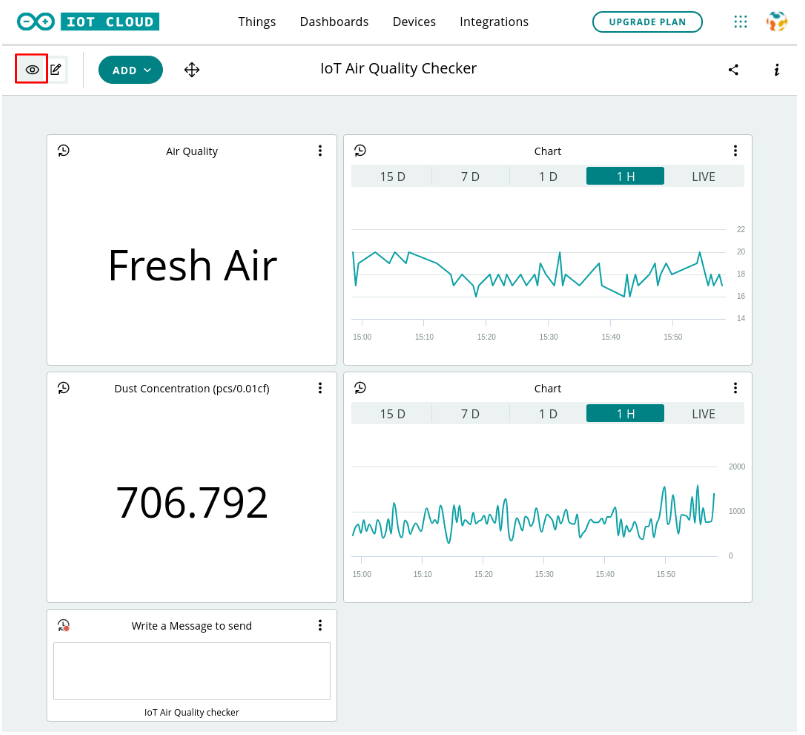 IOT CLOUD Things Dashboards Devices Integrations UPGRADE PLAN
ADD IoT Air Quality Checker
Air Quality
Fresh Air
Chart
15 D 7 D 1 D 1 H LIVE
22
20
18
16
14
15:00 15:10 15:20 15:30 15:40 15:50
Dust Concentration (pcs/0.01cf)
706.792
Chart
15 D 7 D 1 D 1 H LIVE
2000
1000
0
15:00 15:10 15:20 15:30 15:40 15:50
Write a Message to send
IoT Air Quality checker